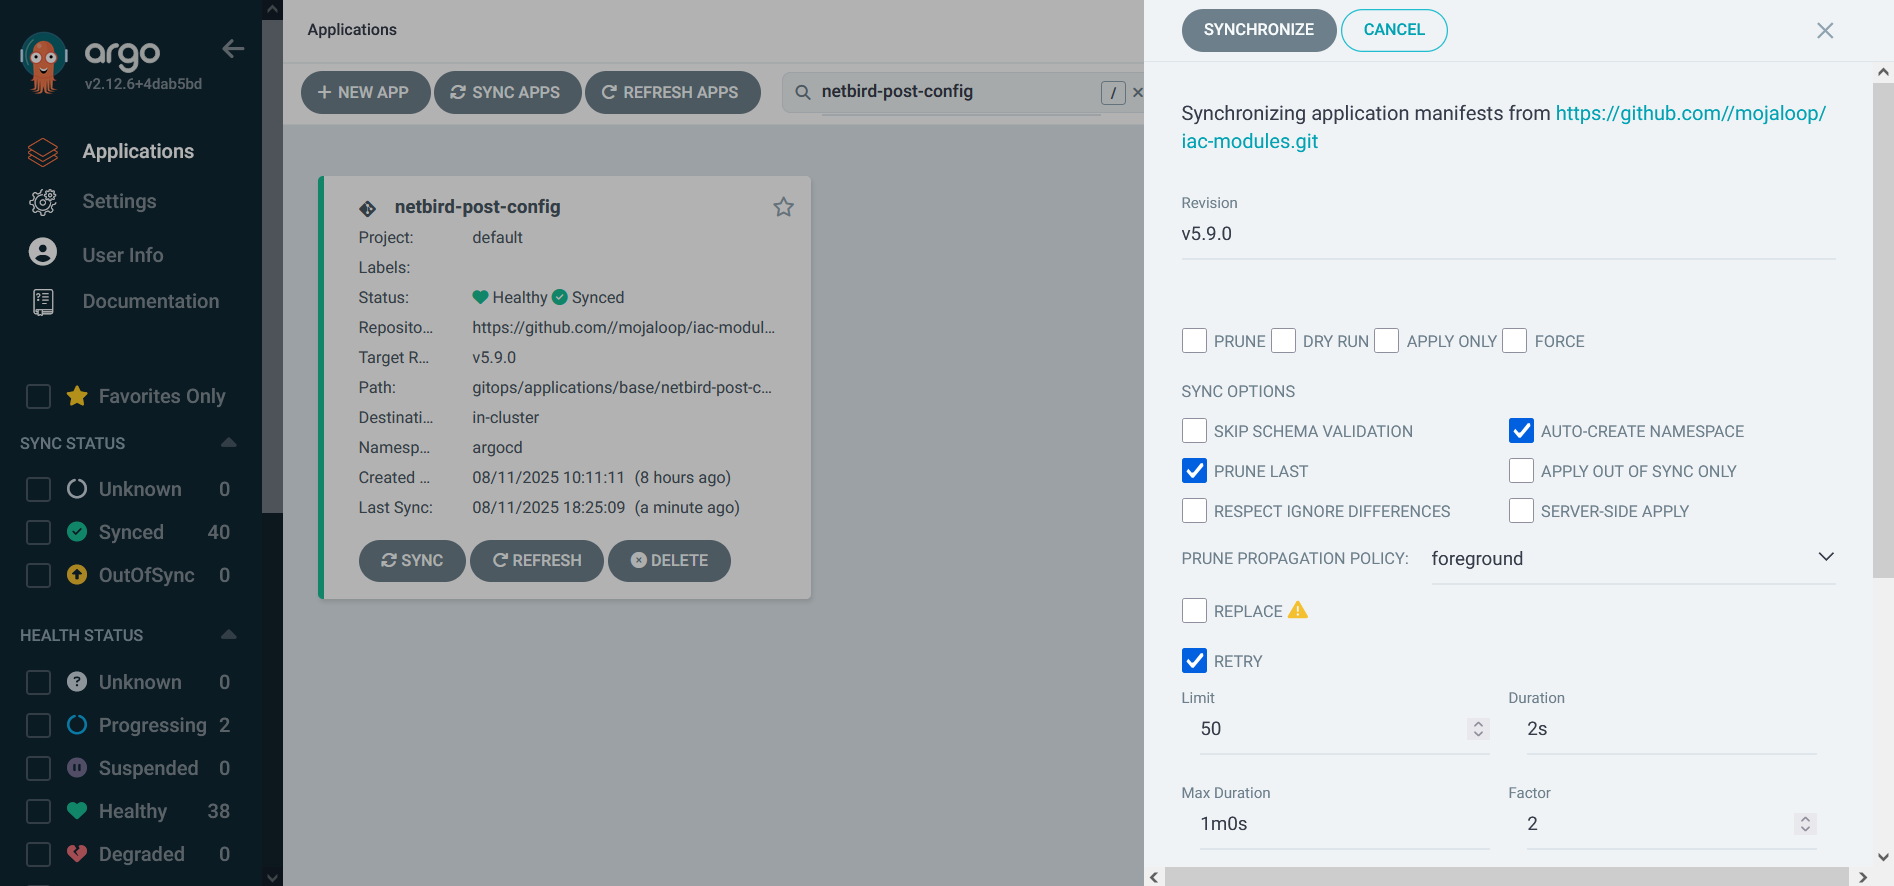 argo
v2.12.6+4dab5bd
Applications
Settings
User Info
Documentation
Favorites Only
SYNC STATUS
Unknown 0
Synced 40
OutOfSync 0
HEALTH STATUS
Unknown 0
Progressing 2
Suspended 0
Healthy 38
Degraded 0
Applications
NEW APP SYNC APPS REFRESH APPS netbird-post-config /
netbird-post-config
Project: default
Labels:
Status: Healthy Synced
Reposito... https://github.com//mojaloop/iac-modul...
Target R... v5.9.0
Path: gitops/applications/base/netbird-post-c...
Destinati... in-cluster
Namesp... argocd
Created ... 08/11/2025 10:11:11 (8 hours ago)
Last Sync: 08/11/2025 18:25:09 (a minute ago)
SYNC REFRESH DELETE
SYNCHRONIZE CANCEL
Synchronizing application manifests from https://github.com//mojaloop/
iac-modules.git
Revision
v5.9.0
PRUNE DRY RUN APPLY ONLY FORCE
SYNC OPTIONS
SKIP SCHEMA VALIDATION AUTO-CREATE NAMESPACE
PRUNE LAST APPLY OUT OF SYNC ONLY
RESPECT IGNORE DIFFERENCES SERVER-SIDE APPLY
PRUNE PROPAGATION POLICY: foreground
REPLACE
RETRY
Limit Duration
50 2s
Max Duration Factor
1m0s 2